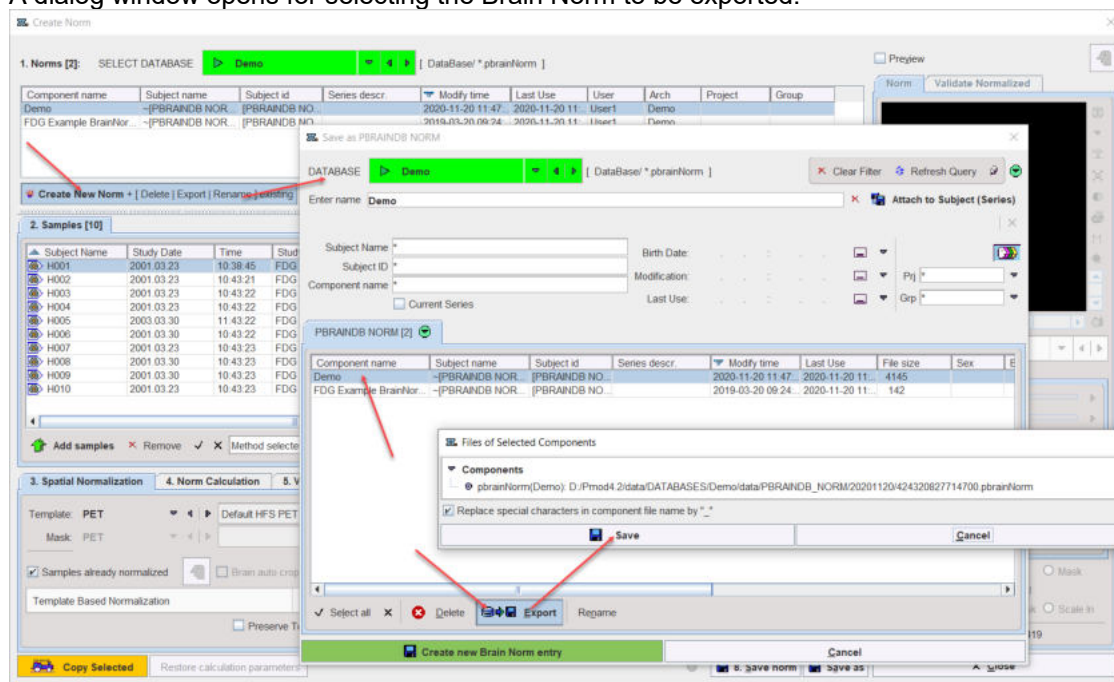 A dialog window opens for selecting the Brain Norm to be exported.
Create Norm
1. Norms [2]: SELECT DATABASE Demo [ DataBase/ *.pbrainNorm ] Preview
Norm Validate Normalized
Component name Subject name Subject id Series descr. Modify time Last Use User Arch Project Group
Demo ~[PBRAINDB NOR... [PBRAINDB NO... 2020-11-20 11:47:... 2020-11-20 11:... User1 Demo
FDG Example BrainNor... ~[PBRAINDB NOR... [PBRAINDB NO... 2019-03-20 09:24:... 2020-11-20 11:... User1 Demo
Create New Norm + [ Delete | Export | Rename ] existing
2. Samples [10]
Subject Name Study Date Time Stud
H001 2001.03.23 10:38:45 FDG
H002 2001.03.23 10:43:21 FDG
H003 2001.03.23 10:43:22 FDG
H004 2001.03.23 10:43:22 FDG
H005 2003.03.30 11:43:22 FDG
H006 2001.03.30 10:43:22 FDG
H007 2001.03.23 10:43:23 FDG
H008 2001.03.30 10:43:23 FDG
H009 2001.03.30 10:43:23 FDG
H010 2001.03.23 10:43:23 FDG
Add samples Remove Method selecte
3. Spatial Normalization 4. Norm Calculation 5. V
Template: PET Default HFS PET
Mask: PET
Samples already normalized Brain auto crop
Template Based Normalization
Preserve T
Copy Selected Restore calculation parameters
Save as PBRAINDB NORM
DATABASE Demo [ DataBase/ *.pbrainNorm ] Clear Filter Refresh Query
Enter name Demo Attach to Subject (Series)
Subject Name * Birth Date:
Subject ID * Modification: Prj *
Component name * Last Use: Grp *
Current Series
PBRAINDB NORM [2]
Component name Subject name Subject id Series descr. Modify time Last Use File size Sex
Demo ~[PBRAINDB NOR... [PBRAINDB NO... 2020-11-20 11:47:... 2020-11-20 11:... 4145
FDG Example BrainNor... ~[PBRAINDB NOR... [PBRAINDB NO... 2019-03-20 09:24:... 2020-11-20 11:... 142
Files of Selected Components
Components
pbrainNorm(Demo): D:/Pmod4.2/data/DATABASES/Demo/data/PBRAINDB_NORM/20201120/424320827714700.pbrainNorm
Replace special characters in component file name by "_"
Save Cancel
Select all Delete Export Rename
Create new Brain Norm entry Cancel
Mask
Scale In
6. Save norm Save as Close